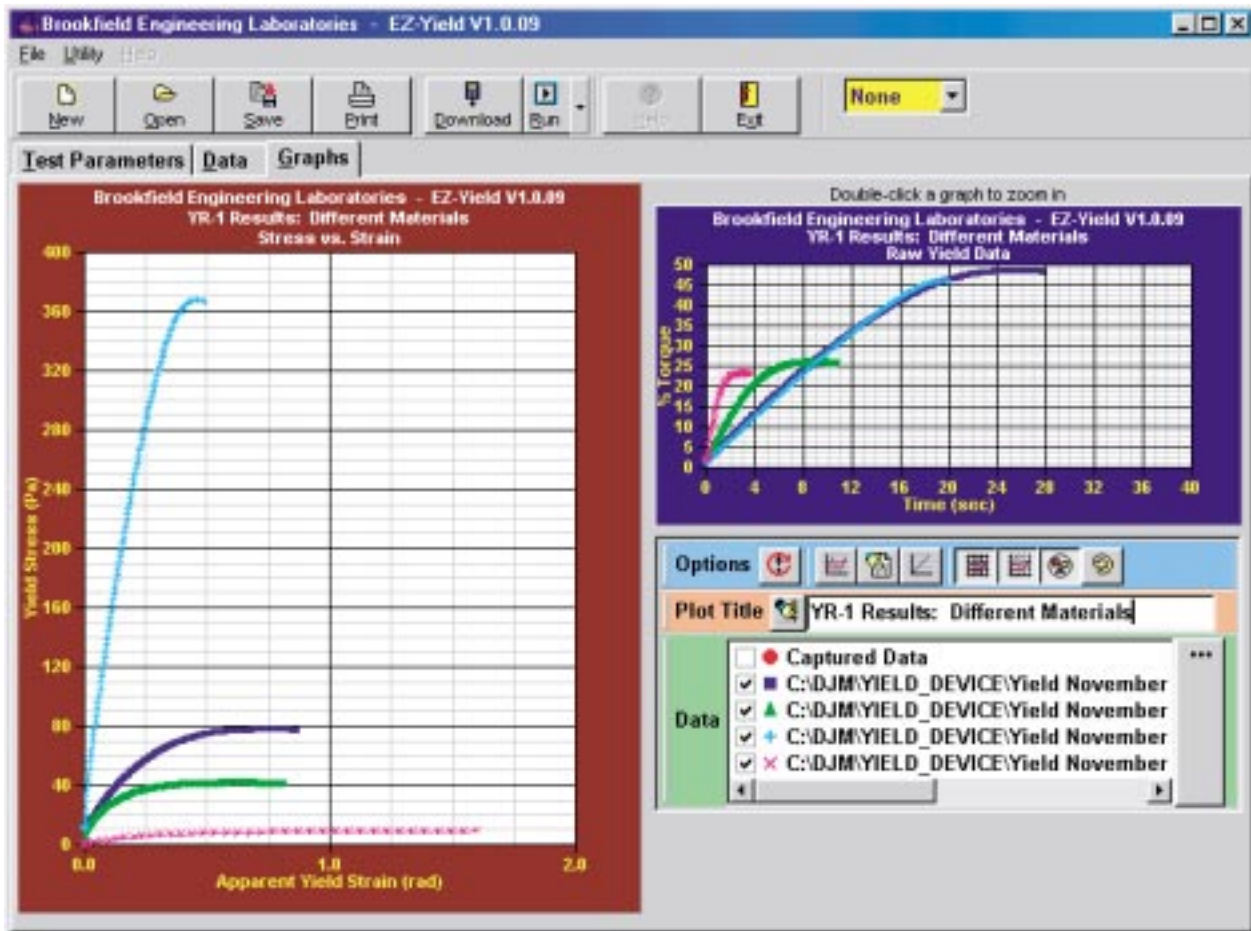 Brookfield Engineering Laboratories - EZ-Yield V1.0.09
File Utility Help
New Open Save Print Download Run Help Exit None
Test Parameters Data Graphs
Brookfield Engineering Laboratories - EZ-Yield V1.0.09
YR-1 Results: Different Materials
Stress vs. Strain
400
360
320
280
240
200
160
120
80
40
0
Yield Stress (Pa)
0.0 1.0 2.0
Apparent Yield Strain (rad)
Double-click a graph to zoom in
Brookfield Engineering Laboratories - EZ-Yield V1.0.09
YR-1 Results: Different Materials
Raw Yield Data
50
45
40
35
30
25
20
15
10
5
0
% Torque
0 4 8 12 16 20 24 28 32 36 40
Time (sec)
Options
Plot Title YR-1 Results: Different Materials
Data
Captured Data
C:\DJM\YIELD_DEVICE\Yield November
C:\DJM\YIELD_DEVICE\Yield November
C:\DJM\YIELD_DEVICE\Yield November
C:\DJM\YIELD_DEVICE\Yield November
...